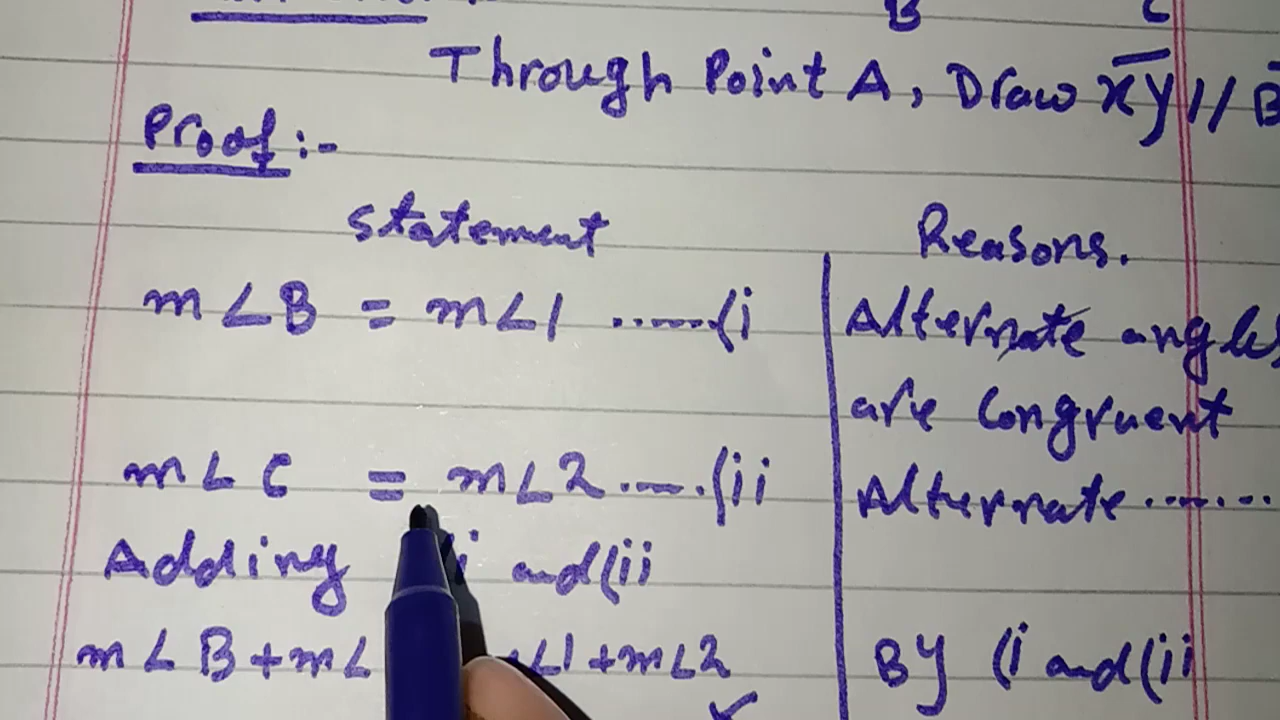 B C
Through Point A, Draw XY // B
Proof :-
Statement Reasons.
m∠B = m∠1 ......(i Alternate angles
are Congruent
m∠C = m∠2......(ii Alternate.......
Adding (i and (ii
m∠B+m∠ ∠1+m∠2 By (i and (ii